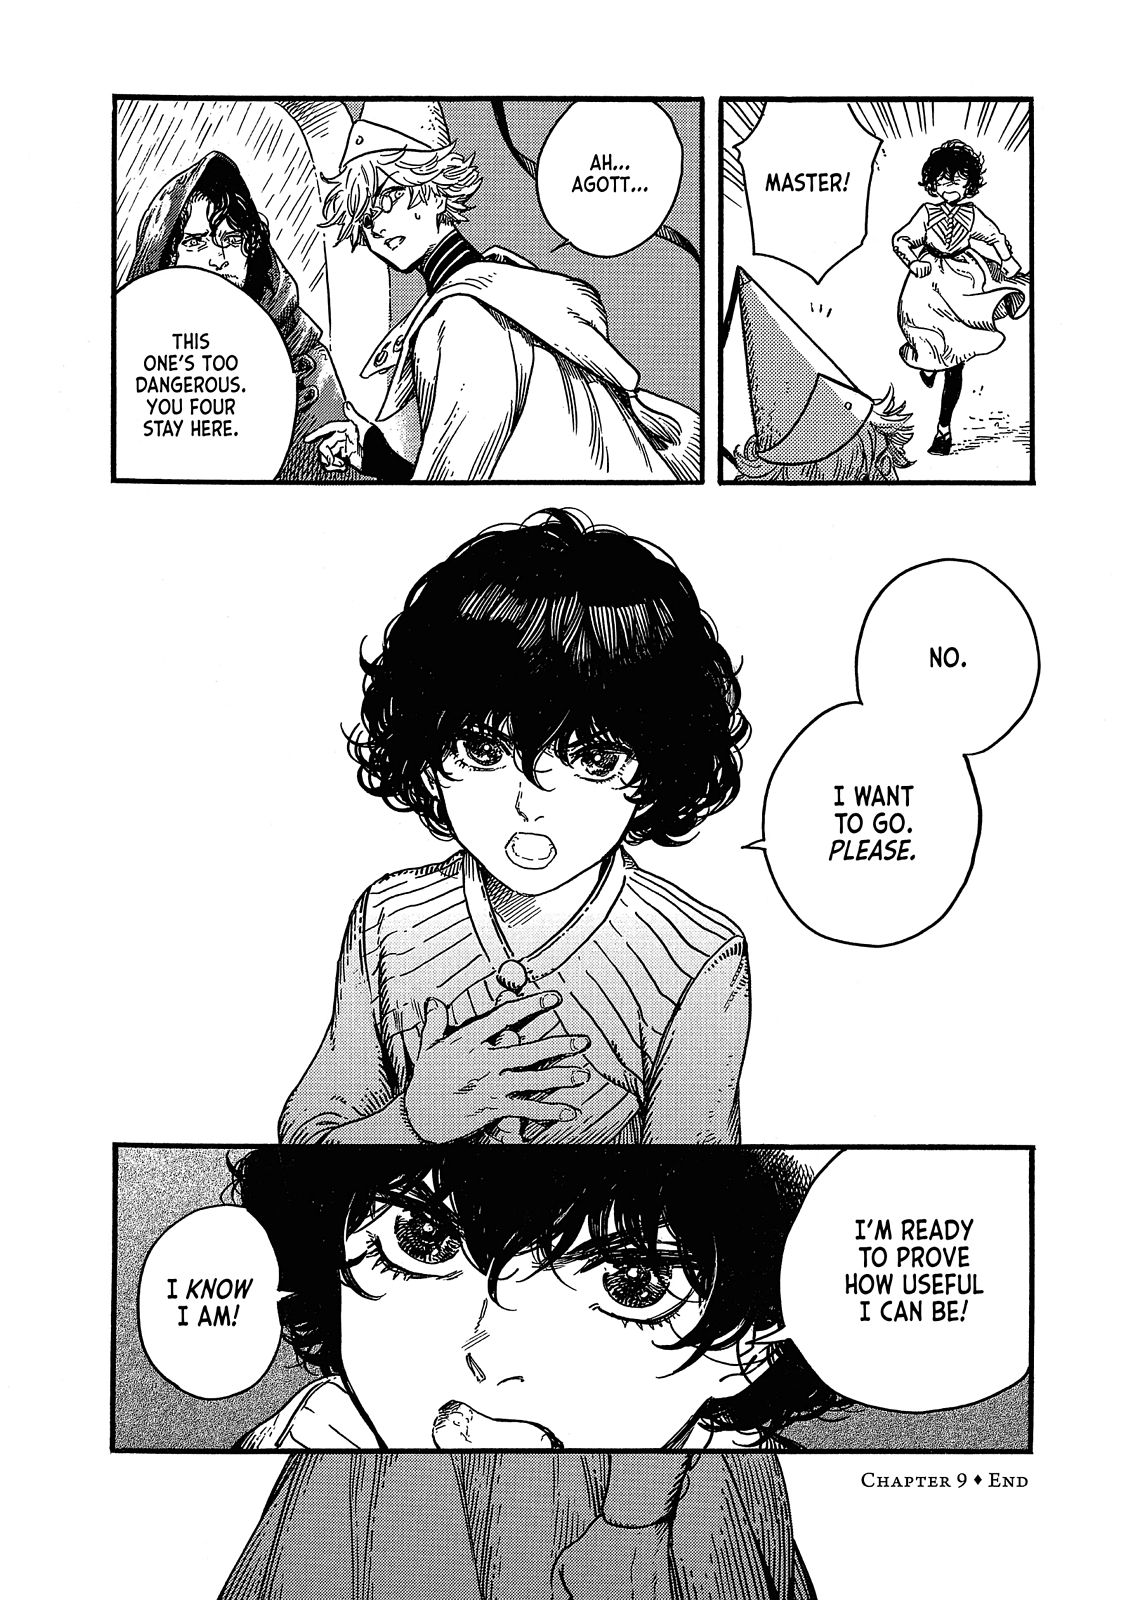 MASTER!
AH...
AGOTT...
THIS
ONE'S TOO
DANGEROUS.
YOU FOUR
STAY HERE.
NO.
I WANT
TO GO.
PLEASE.
I'M READY
TO PROVE
HOW USEFUL
I CAN BE!
I KNOW
I AM!
CHAPTER 9 ♦ END